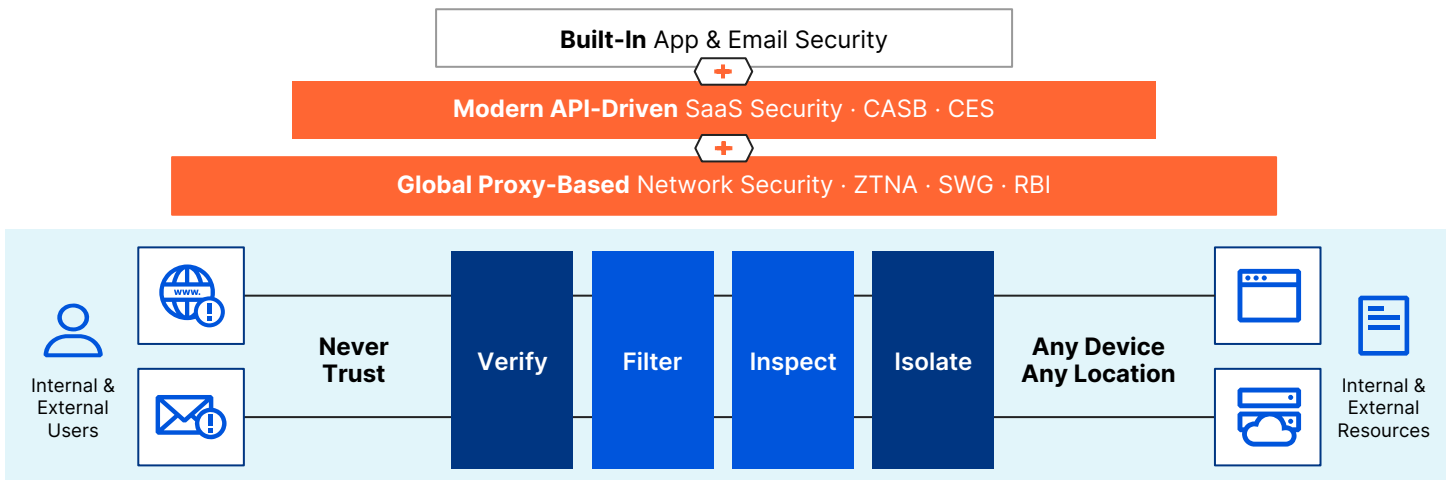 Built-In App & Email Security
Modern API-Driven SaaS Security · CASB · CES
Global Proxy-Based Network Security · ZTNA · SWG · RBI
www.
Internal &
External
Users
Never
Trust
Verify
Filter
Inspect
Isolate
Any Device
Any Location
Internal &
External
Resources